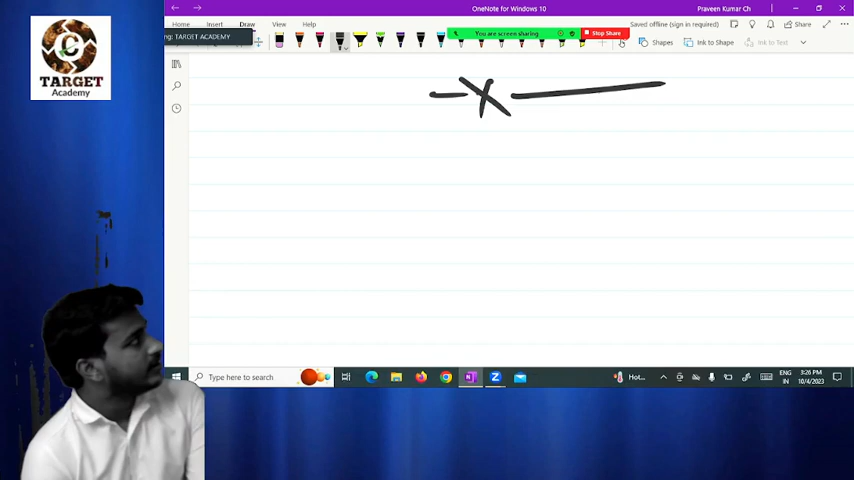 OneNote for Windows 10
Praveen Kumar Ch
Home Insert Draw View Help
Saved offline (sign in required)
Share
ng: TARGET ACADEMY
You are screen sharing
Stop Share
Shapes
Ink to Shape
Ink to Text
TARGET
Academy
Type here to search
Hot...
ENG
IN
3:26 PM
10/4/2023